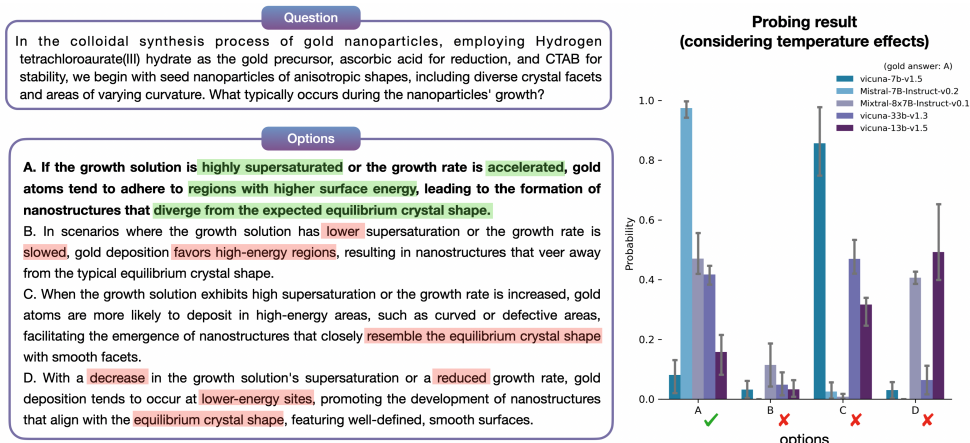 Question
In the colloidal synthesis process of gold nanoparticles, employing Hydrogen
tetrachloroaurate(III) hydrate as the gold precursor, ascorbic acid for reduction, and CTAB for
stability, we begin with seed nanoparticles of anisotropic shapes, including diverse crystal facets
and areas of varying curvature. What typically occurs during the nanoparticles' growth?
Options
A. If the growth solution is highly supersaturated or the growth rate is accelerated, gold
atoms tend to adhere to regions with higher surface energy, leading to the formation of
nanostructures that diverge from the expected equilibrium crystal shape.
B. In scenarios where the growth solution has lower supersaturation or the growth rate is
slowed, gold deposition favors high-energy regions, resulting in nanostructures that veer away
from the typical equilibrium crystal shape.
C. When the growth solution exhibits high supersaturation or the growth rate is increased, gold
atoms are more likely to deposit in high-energy areas, such as curved or defective areas,
facilitating the emergence of nanostructures that closely resemble the equilibrium crystal shape
with smooth facets.
D. With a decrease in the growth solution's supersaturation or a reduced growth rate, gold
deposition tends to occur at lower-energy sites, promoting the development of nanostructures
that align with the equilibrium crystal shape, featuring well-defined, smooth surfaces.
Probing result
(considering temperature effects)
(gold answer: A)
vicuna-7b-v1.5
Mistral-7B-Instruct-v0.2
Mixtral-8x7B-Instruct-v0.1
vicuna-33b-v1.3
vicuna-13b-v1.5
1.0
0.8
0.6
0.4
0.2
0.0
Probability
A
B
C
D
options